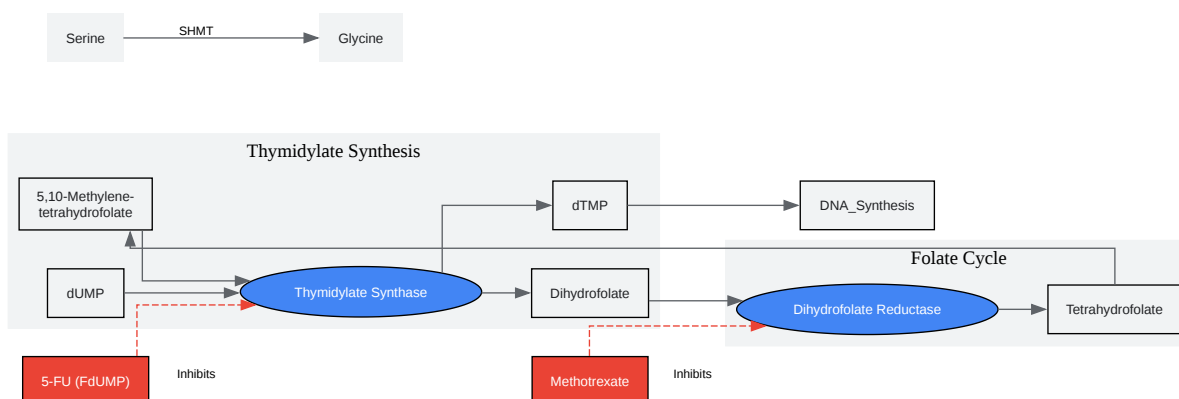 Serine
SHMT
Glycine
Thymidylate Synthesis
5,10-Methylene-
tetrahydrofolate
dTMP
DNA_Synthesis
Folate Cycle
dUMP
Thymidylate Synthase
Dihydrofolate
Dihydrofolate Reductase
Tetrahydrofolate
5-FU (FdUMP)
Inhibits
Methotrexate
Inhibits